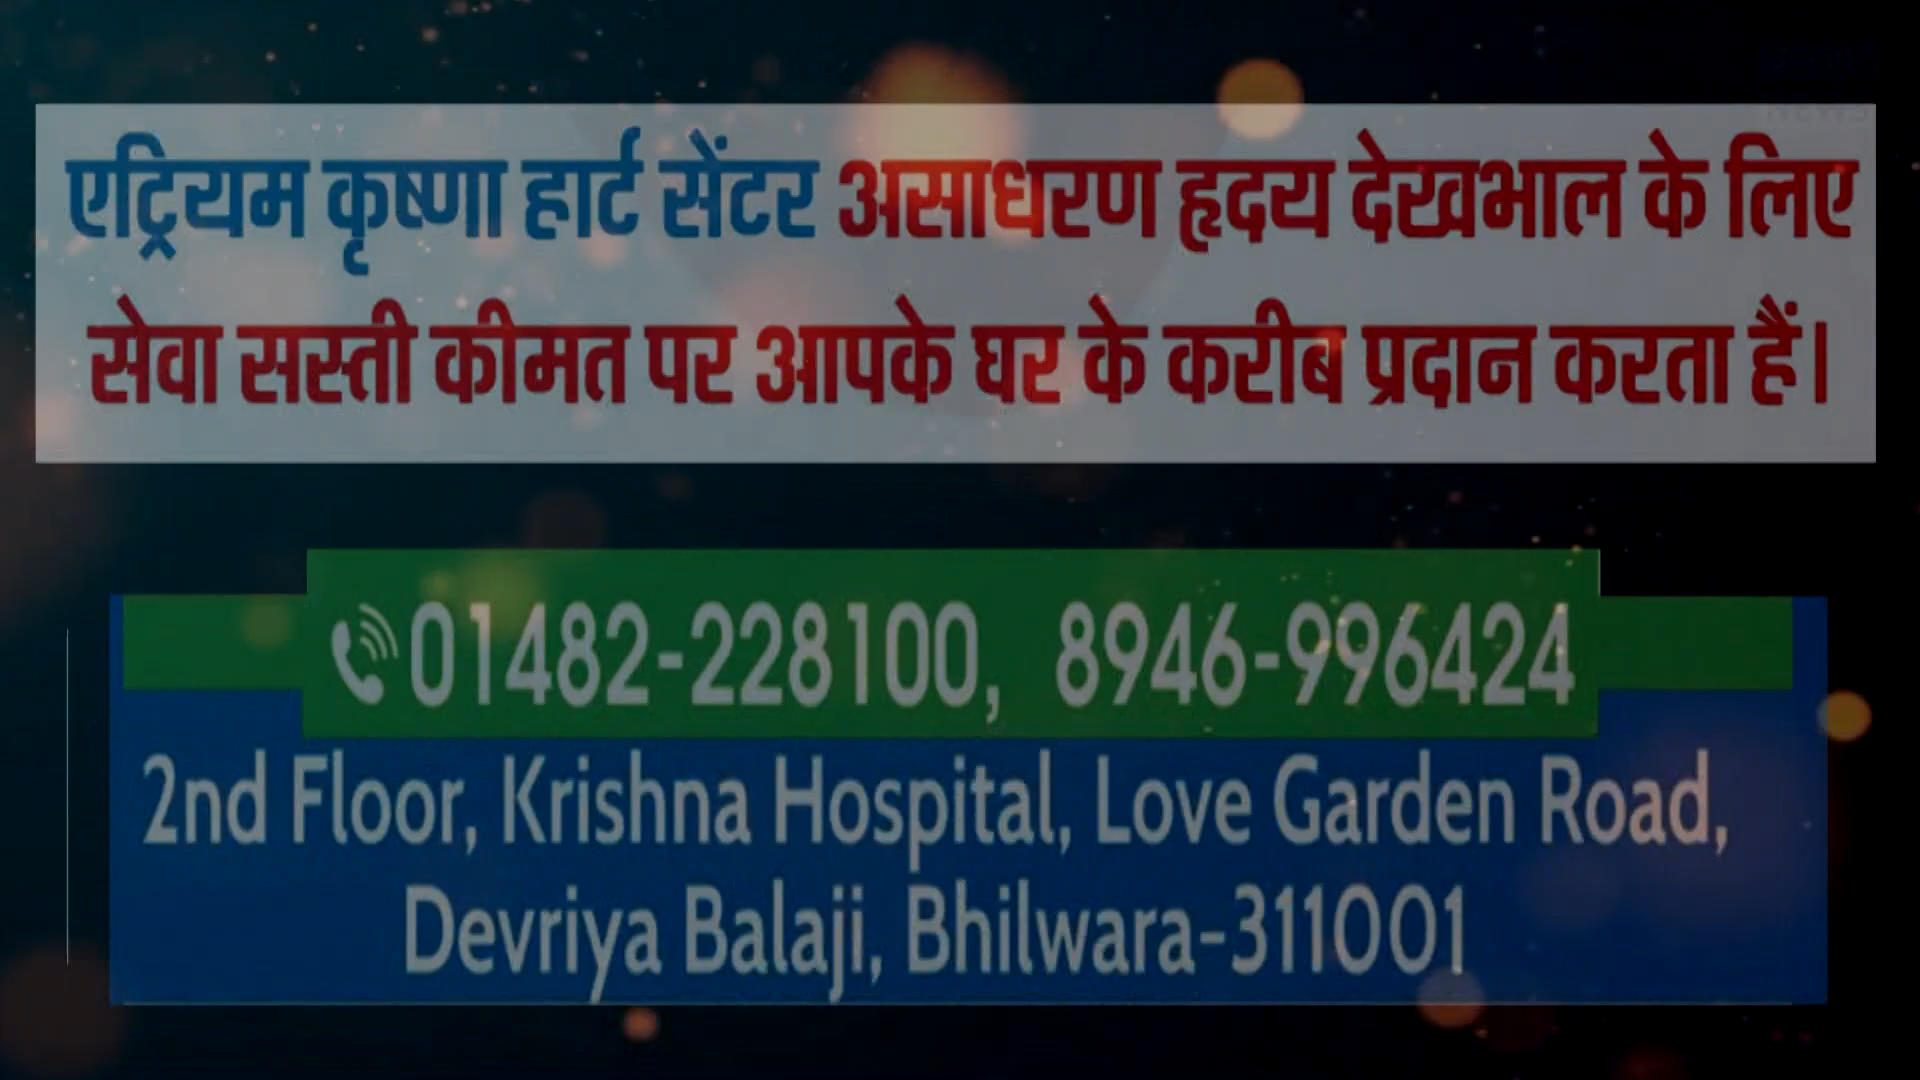 एट्रियम कृष्णा हार्ट सेंटर असाधरण हृदय देखभाल के लिए
सेवा सस्ती कीमत पर आपके घर के करीब प्रदान करता हैं।
01482-228100, 8946-996424
2nd Floor, Krishna Hospital, Love Garden Road,
Devriya Balaji, Bhilwara-311001